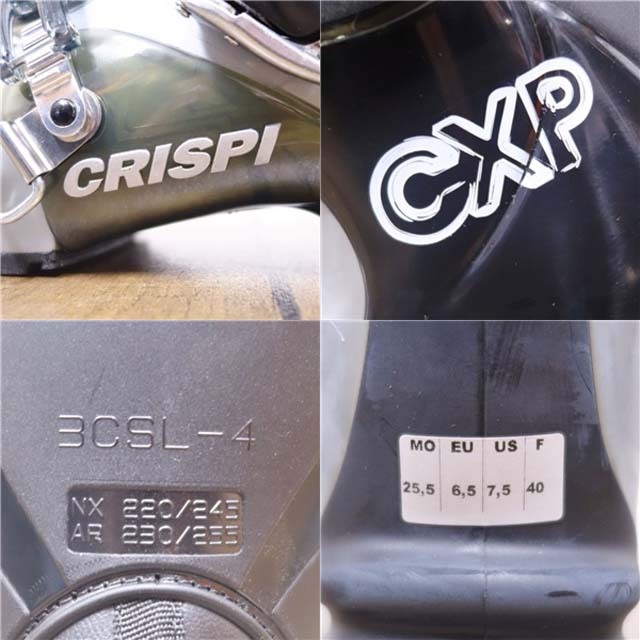 CRISPI
CXP
BCSL-4
NX 220/245
AR 230/255
MO EU US F
25,5 6,5 7,5 40